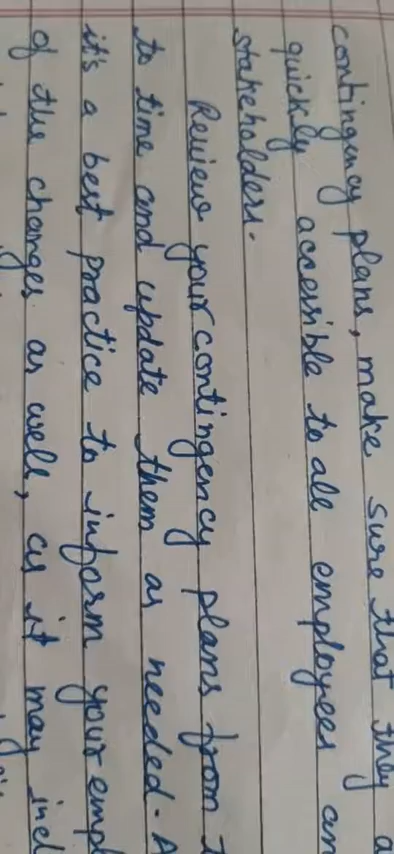 contingency plans, make sure that they a
quickly accessible to all employees an
stakeholders.
Review your contingency plans from
to time and update them as needed. A
it's a best practice to inform your empl
of the changes as well, as it may incl